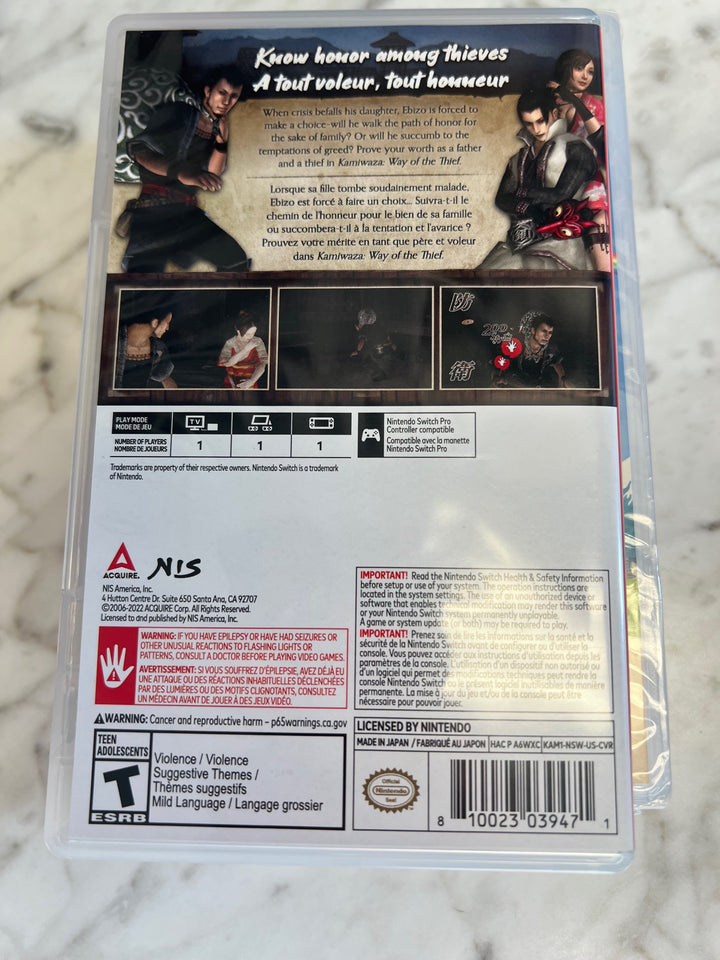 Know honor among thieves
A tout voleur, tout honneur
When crisis befalls his daughter, Ebizo is forced to
make a choice-will he walk the path of honor for
the sake of family? Or will he succumb to the
temptations of greed? Prove your worth as a father
and a thief in Kamiwaza: Way of the Thief.
Lorsque sa fille tombe soudainement malade,
Ebizo est forcé à faire un choix... Suivra-t-il le
chemin de l'honneur pour le bien de sa famille
ou succombera-t-il à la tentation et l'avarice ?
Prouvez votre mérite en tant que père et voleur
dans Kamiwaza: Way of the Thief.
防
200
衛
PLAY MODE
MODE DE JEU
TV
NUMBER OF PLAYERS
NOMBRE DE JOUEURS
1 1 1
Nintendo Switch Pro
Controller compatible
Compatible avec la manette
Nintendo Switch Pro
Trademarks are property of their respective owners. Nintendo Switch is a trademark
of Nintendo.
ACQUIRE. NIS
NIS America, Inc.
4 Hutton Centre Dr. Suite 650 Santa Ana, CA 92707
©2006-2022 ACQUIRE Corp. All Rights Reserved.
Licensed to and published by NIS America, Inc.
IMPORTANT! Read the Nintendo Switch Health & Safety Information
before setup or use of your system. The operation instructions are
located in the system settings. The use of an unauthorized device or
software that enables technical modification may render this software
or your Nintendo Switch system permanently unplayable.
A game or system update (or both) may be required to play.
IMPORTANT! Prenez soin de lire les informations sur la santé et la
sécurité de la Nintendo Switch avant de configurer ou d'utiliser la
console. Vous pouvez accéder aux instructions d'utilisation depuis les
paramètres de la console. L'utilisation d'un dispositif non autorisé ou
d'un logiciel qui permet des modifications techniques peut rendre la
console Nintendo Switch ou le présent logiciel inutilisables de manière
permanente. La mise à jour du jeu et/ou de la console peut être
nécessaire pour pouvoir jouer.
WARNING: IF YOU HAVE EPILEPSY OR HAVE HAD SEIZURES OR
OTHER UNUSUAL REACTIONS TO FLASHING LIGHTS OR
PATTERNS, CONSULT A DOCTOR BEFORE PLAYING VIDEO GAMES.
AVERTISSEMENT: SI VOUS SOUFFREZ D'ÉPILEPSIE, AVEZ DÉJÀ EU
UNE ATTAQUE OU DES RÉACTIONS INHABITUELLES DÉCLENCHÉES
PAR DES LUMIÈRES OU DES MOTIFS CLIGNOTANTS, CONSULTEZ
UN MÉDECIN AVANT DE JOUER À DES JEUX VIDÉO.
WARNING: Cancer and reproductive harm – p65warnings.ca.gov
TEEN
ADOLESCENTS
T
ESRB
Violence / Violence
Suggestive Themes /
Thèmes suggestifs
Mild Language / Langage grossier
LICENSED BY NINTENDO
MADE IN JAPAN / FABRIQUÉ AU JAPON HAC P A6WXC KAM1-NSW-US-CVR
Official
Nintendo
Seal
8 10023 03947 1